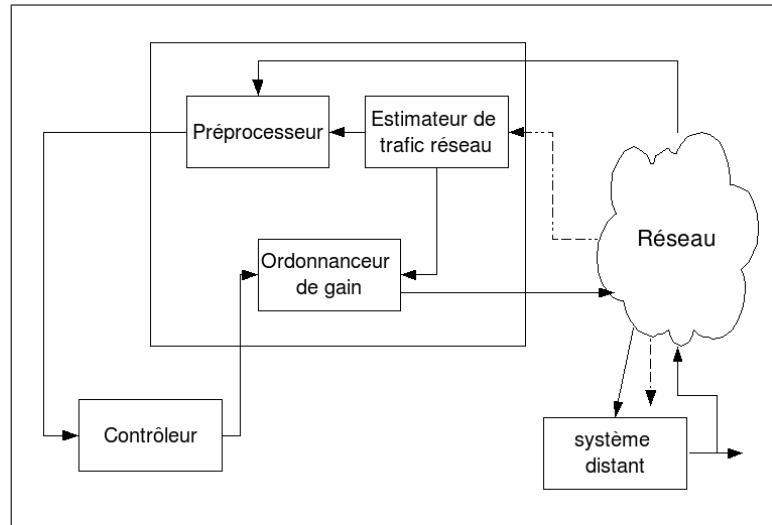 Préprocesseur
Estimateur de
trafic réseau
Réseau
Ordonnanceur
de gain
Contrôleur
système
distant